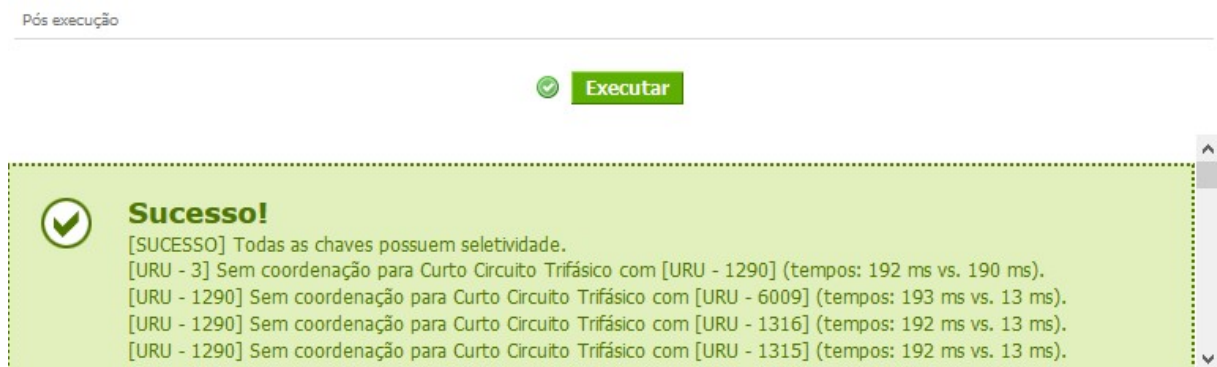 Pós execução
Executar
Sucesso!
[SUCESSO] Todas as chaves possuem seletividade.
[URU - 3] Sem coordenação para Curto Circuito Trifásico com [URU - 1290] (tempos: 192 ms vs. 190 ms).
[URU - 1290] Sem coordenação para Curto Circuito Trifásico com [URU - 6009] (tempos: 193 ms vs. 13 ms).
[URU - 1290] Sem coordenação para Curto Circuito Trifásico com [URU - 1316] (tempos: 192 ms vs. 13 ms).
[URU - 1290] Sem coordenação para Curto Circuito Trifásico com [URU - 1315] (tempos: 192 ms vs. 13 ms).